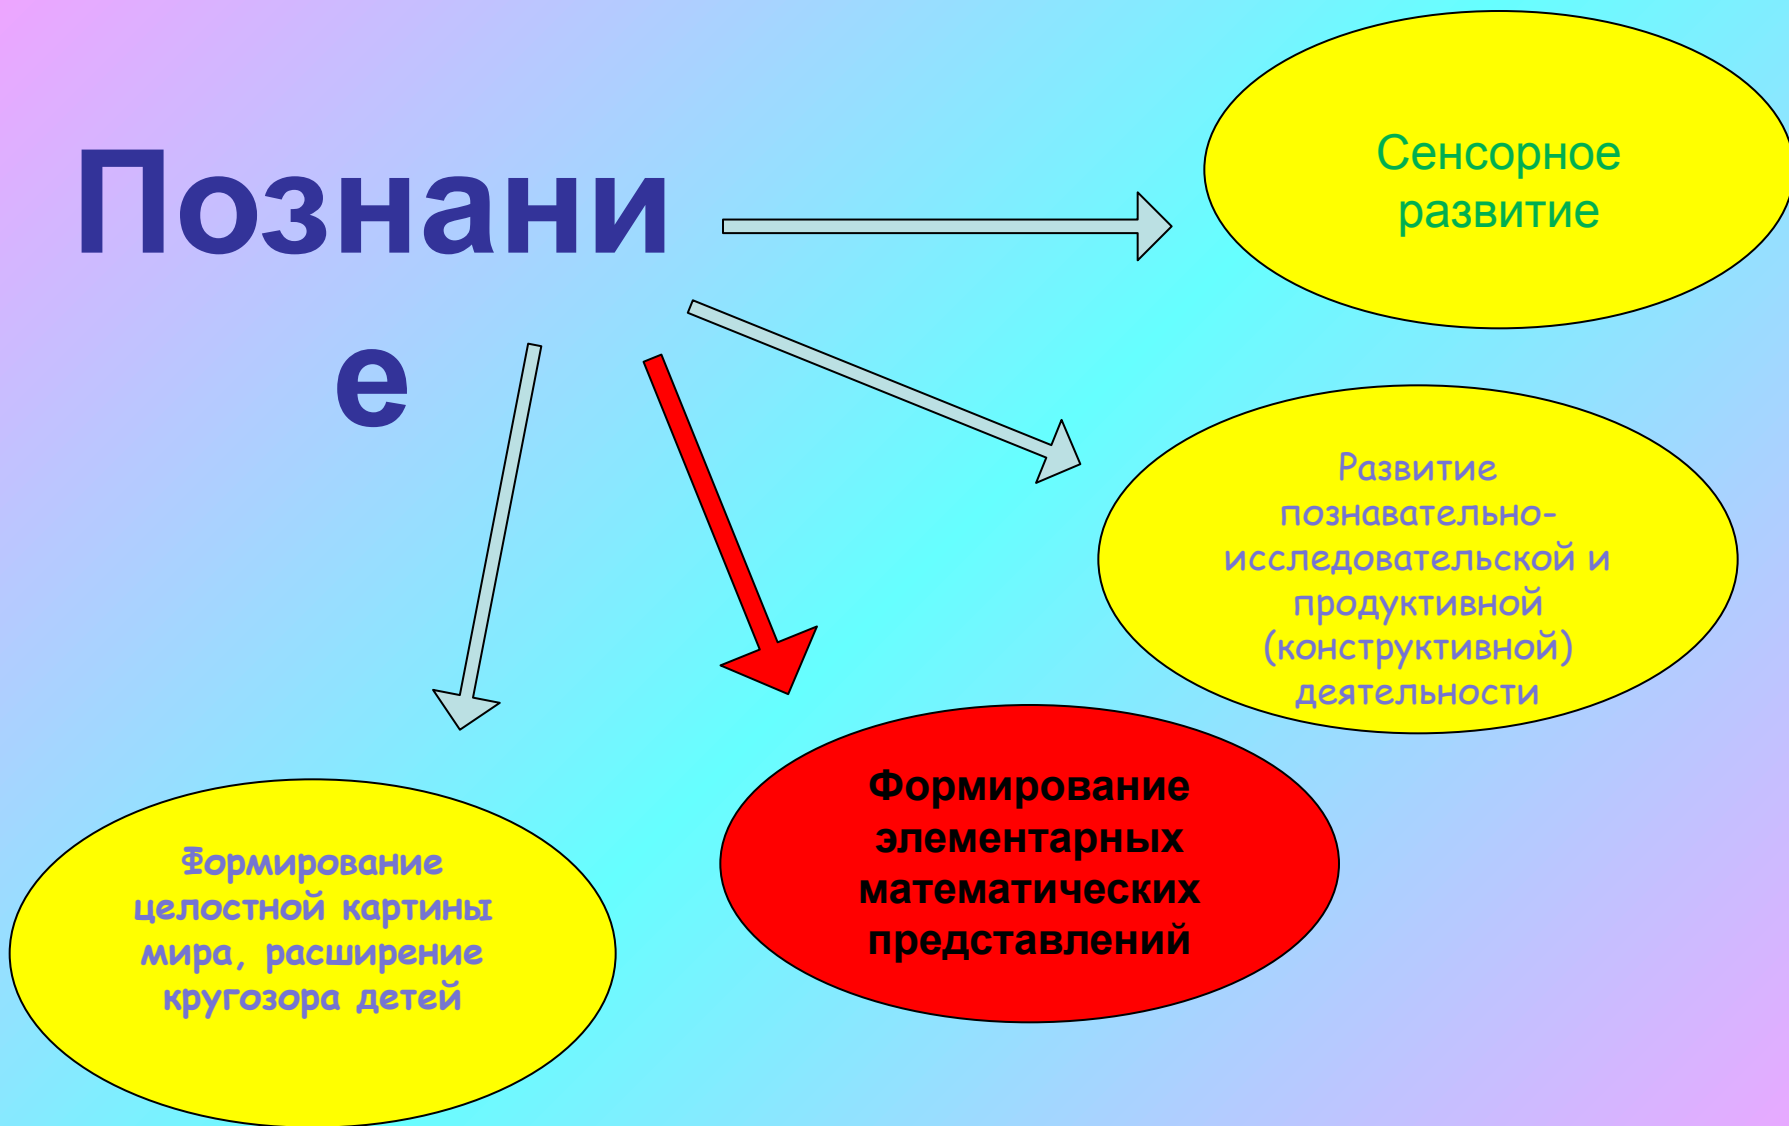 Познани
е
Сенсорное
развитие
Развитие
познавательно-
исследовательской и
продуктивной
(конструктивной)
деятельности
Формирование
элементарных
математических
представлений
Формирование
целостной картины
мира, расширение
кругозора детей